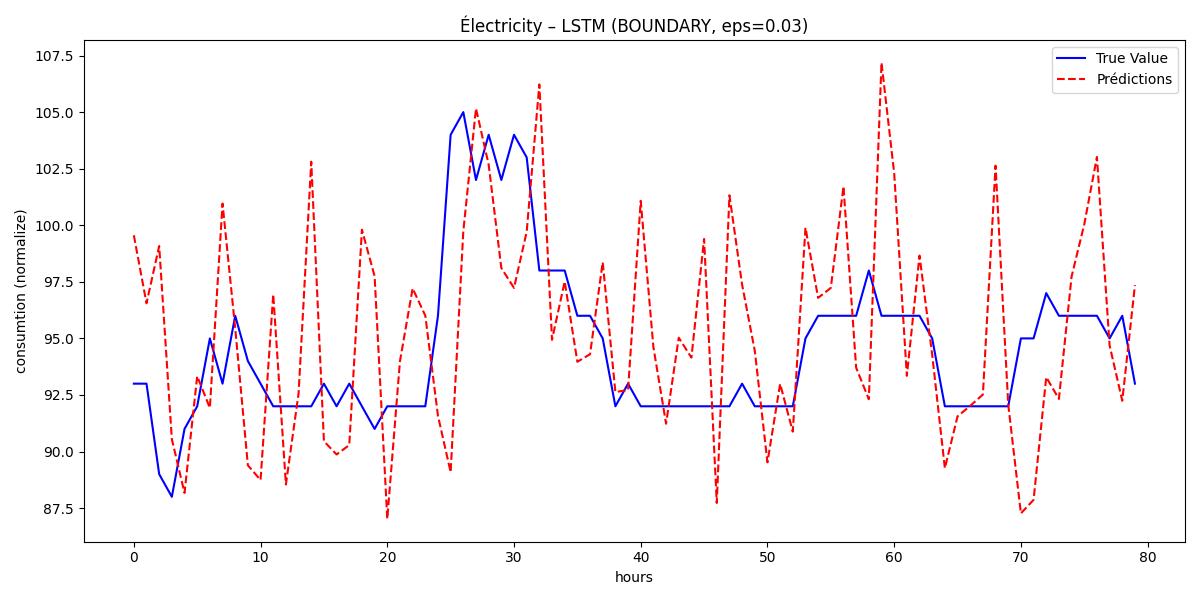 Électricity – LSTM (BOUNDARY, eps=0.03)
True Value
Prédictions
consumtion (normalize)
107.5
105.0
102.5
100.0
97.5
95.0
92.5
90.0
87.5
0 10 20 30 40 50 60 70 80
hours